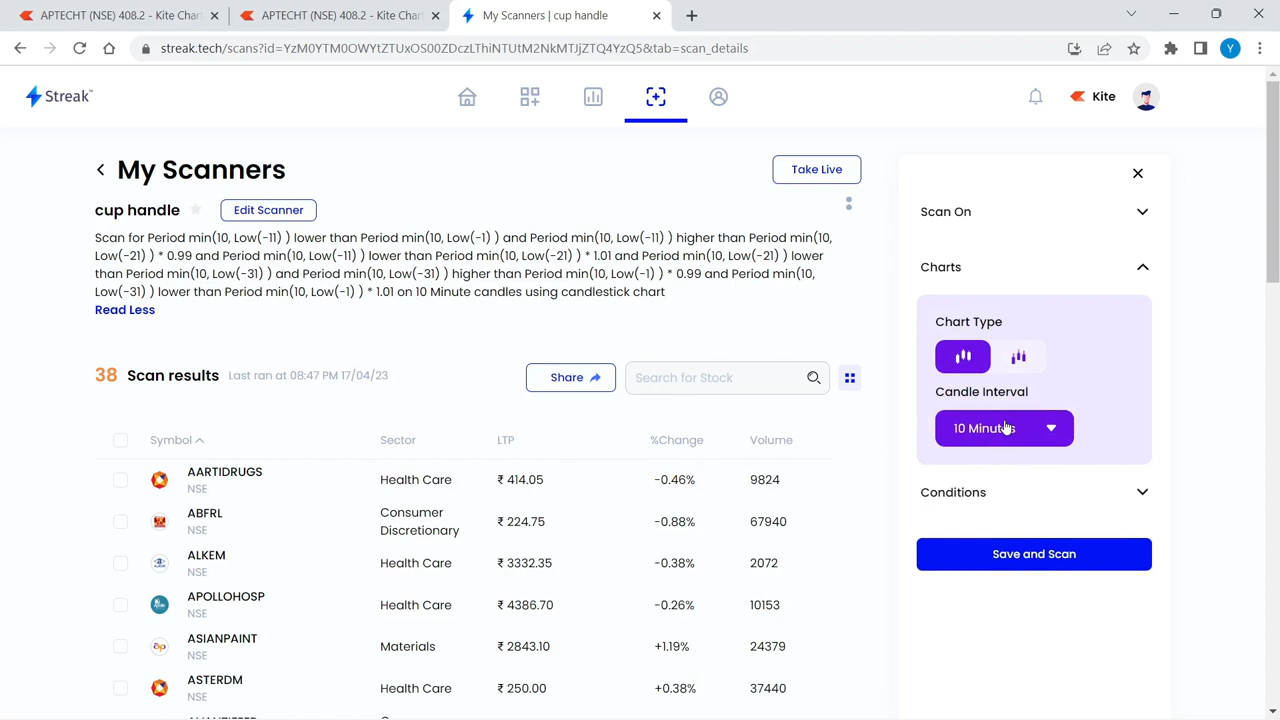 APTECHT (NSE) 408.2 - Kite Chart
APTECHT (NSE) 408.2 - Kite Chart
My Scanners | cup handle
streak.tech/scans?id=YzM0YTM0OWYtZTUxOS00ZDczLThiNTUtM2NkMTJjZTQ4YzQ5&tab=scan_details
Y
Streak™
Kite
My Scanners
Take Live
cup handle
Edit Scanner
Scan for Period min(10, Low(-11) ) lower than Period min(10, Low(-1) ) and Period min(10, Low(-11) ) higher than Period min(10,
Low(-21) ) * 0.99 and Period min(10, Low(-11) ) lower than Period min(10, Low(-21) ) * 1.01 and Period min(10, Low(-21) ) lower
than Period min(10, Low(-31) ) and Period min(10, Low(-31) ) higher than Period min(10, Low(-1) ) * 0.99 and Period min(10,
Low(-31) ) lower than Period min(10, Low(-1) ) * 1.01 on 10 Minute candles using candlestick chart
Read Less
38 Scan results Last ran at 08:47 PM 17/04/23
Share
Search for Stock
Symbol Sector LTP %Change Volume
AARTIDRUGS
NSE
Health Care ₹ 414.05 -0.46% 9824
ABFRL
NSE
Consumer
Discretionary
₹ 224.75 -0.88% 67940
ALKEM
NSE
Health Care ₹ 3332.35 -0.38% 2072
APOLLOHOSP
NSE
Health Care ₹ 4386.70 -0.26% 10153
ASIANPAINT
NSE
Materials ₹ 2843.10 +1.19% 24379
ASTERDM
NSE
Health Care ₹ 250.00 +0.38% 37440
Scan On
Charts
Chart Type
Candle Interval
10 Minutes
Conditions
Save and Scan